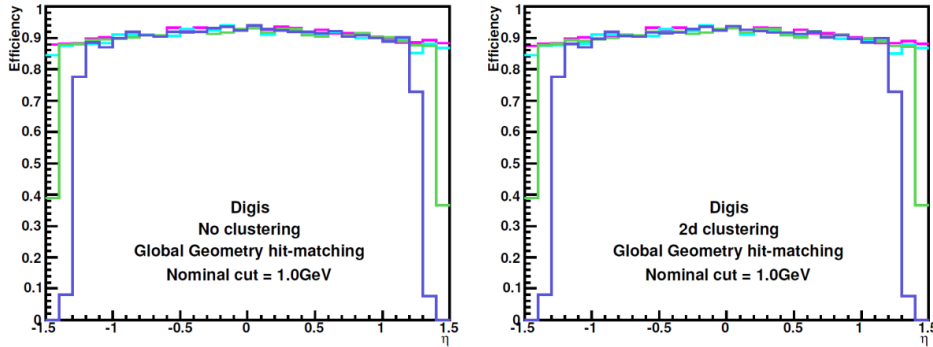 Efficiency
1
0.9
0.8
0.7
0.6
0.5
0.4
0.3
0.2
0.1
0
-1.5 -1 -0.5 0 0.5 1 1.5
η
Digis
No clustering
Global Geometry hit-matching
Nominal cut = 1.0GeV
Efficiency
1
0.9
0.8
0.7
0.6
0.5
0.4
0.3
0.2
0.1
0
-1.5 -1 -0.5 0 0.5 1 1.5
η
Digis
2d clustering
Global Geometry hit-matching
Nominal cut = 1.0GeV